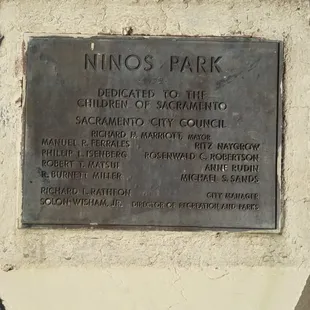 NINOS PARK
DEDICATED TO THE
CHILDREN OF SACRAMENTO
SACRAMENTO CITY COUNCIL
RICHARD H. MARRIOTT, MAYOR
MANUEL R. FERRALES RITZ NAYGROW
PHILLIP L. ISENBERG ROSENWALD C. ROBERTSON
ROBERT T. MATSUI ANNE RUDIN
R. BURNETT MILLER MICHAEL S. SANDS
RICHARD L. RATHFON CITY MANAGER
SOLON WISHAM, JR. DIRECTOR OF RECREATION AND PARKS